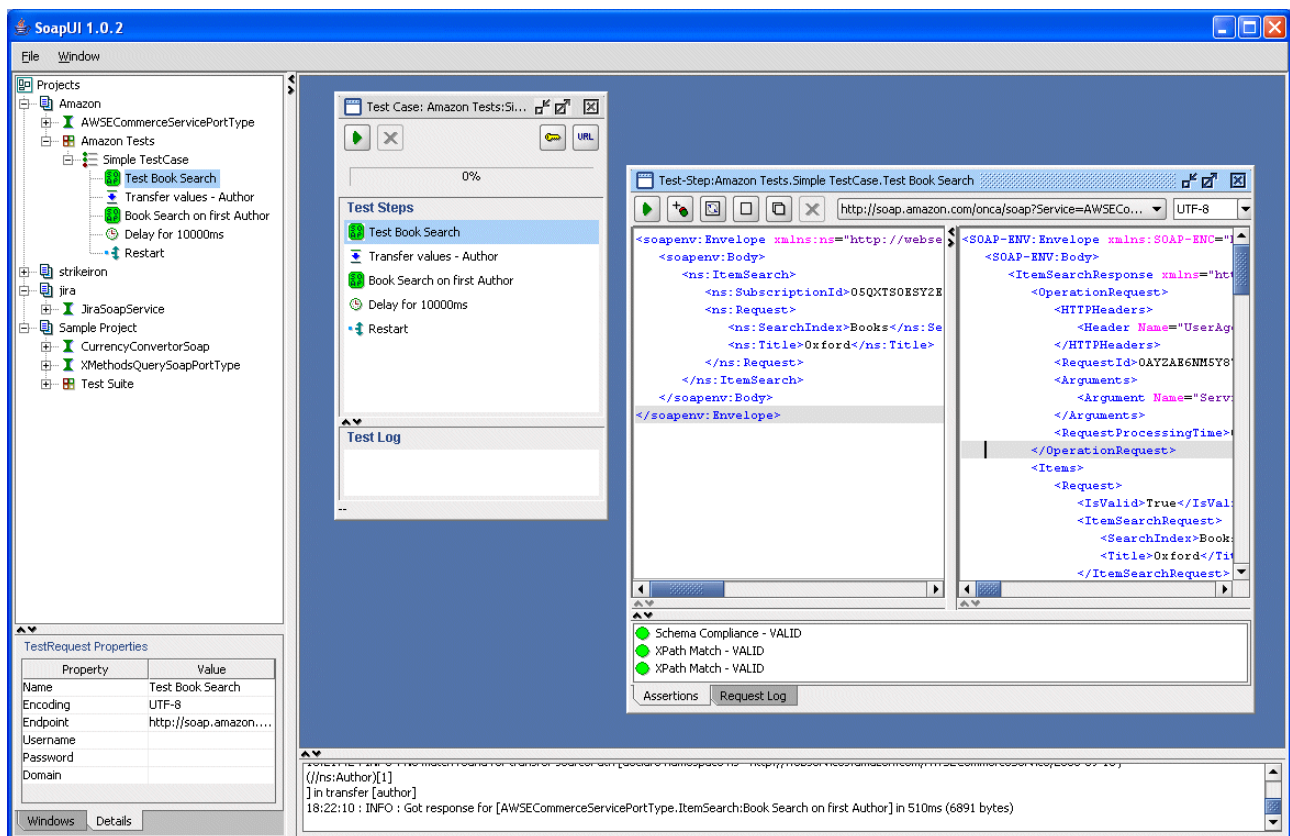 SoapUI 1.0.2
File Window
Projects
Amazon
AWSECommerceServicePortType
Amazon Tests
Simple TestCase
Test Book Search
Transfer values - Author
Book Search on first Author
Delay for 10000ms
Restart
strikeiron
jira
JiraSoapService
Sample Project
CurrencyConvertorSoap
XMethodsQuerySoapPortType
Test Suite
TestRequest Properties
Property Value
Name Test Book Search
Encoding UTF-8
Endpoint http://soap.amazon....
Username
Password
Domain
Windows Details
Test Case: Amazon Tests:Si...
URL
0%
Test Steps
Test Book Search
Transfer values - Author
Book Search on first Author
Delay for 10000ms
Restart
Test Log
--
Test-Step:Amazon Tests.Simple TestCase.Test Book Search
http://soap.amazon.com/onca/soap?Service=AWSECo... UTF-8
<soapenv:Envelope xmlns:ns="http://webse
<soapenv:Body>
<ns:ItemSearch>
<ns:SubscriptionId>
<ns:Request>
<ns:SearchIndex>Books</ns:Se
<ns:Title>Oxford</ns:Title>
</ns:Request>
</ns:ItemSearch>
</soapenv:Body>
</soapenv:Envelope>
<SOAP-ENV:Envelope xmlns:SOAP-ENC="
<SOAP-ENV:Body>
<ItemSearchResponse xmlns="ht
<OperationRequest>
<HTTPHeaders>
<Header Name="UserAg
</HTTPHeaders>
<RequestId>
<Arguments>
<Argument Name="Serv
</Arguments>
<RequestProcessingTime>
</OperationRequest>
<Items>
<Request>
<IsValid>True</IsVal
<ItemSearchRequest>
<SearchIndex>Book
<Title>Oxford</Tit
</ItemSearchRequest>
Schema Compliance - VALID
XPath Match - VALID
XPath Match - VALID
Assertions Request Log
(//ns:Author)[1]
] in transfer [author]
18:22:10 : INFO : Got response for [AWSECommerceServicePortType.ItemSearch:Book Search on first Author] in 510ms (6891 bytes)